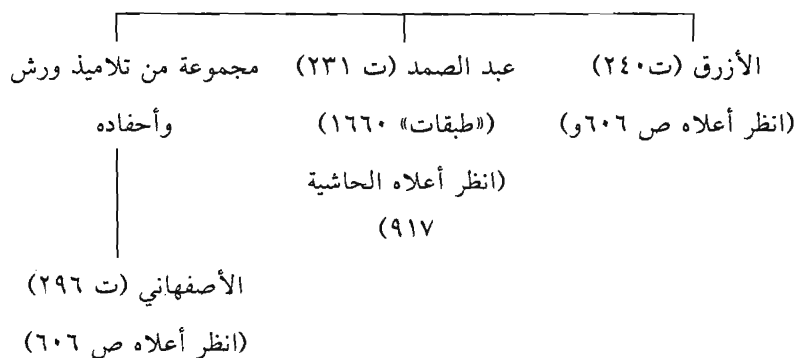 الأزرق (ت٢٤٠)
(انظر أعلاه ص ٦٠٦و)
عبد الصمد (ت ٢٣١)
(«طبقات» ١٦٦٠)
(انظر أعلاه الحاشية
٩١٧)
مجموعة من تلاميذ ورش
وأحفاده
الأصفهاني (ت ٢٩٦)
(انظر أعلاه ص ٦٠٦)